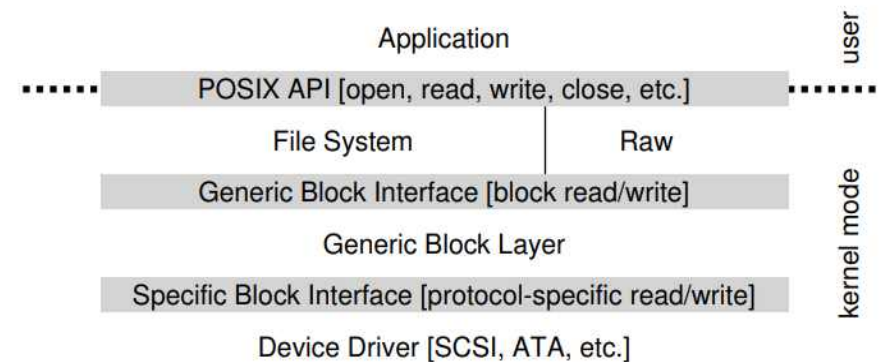 Application
user
POSIX API [open, read, write, close, etc.]
File System
Raw
Generic Block Interface [block read/write]
kernel mode
Generic Block Layer
Specific Block Interface [protocol-specific read/write]
Device Driver [SCSI, ATA, etc.]